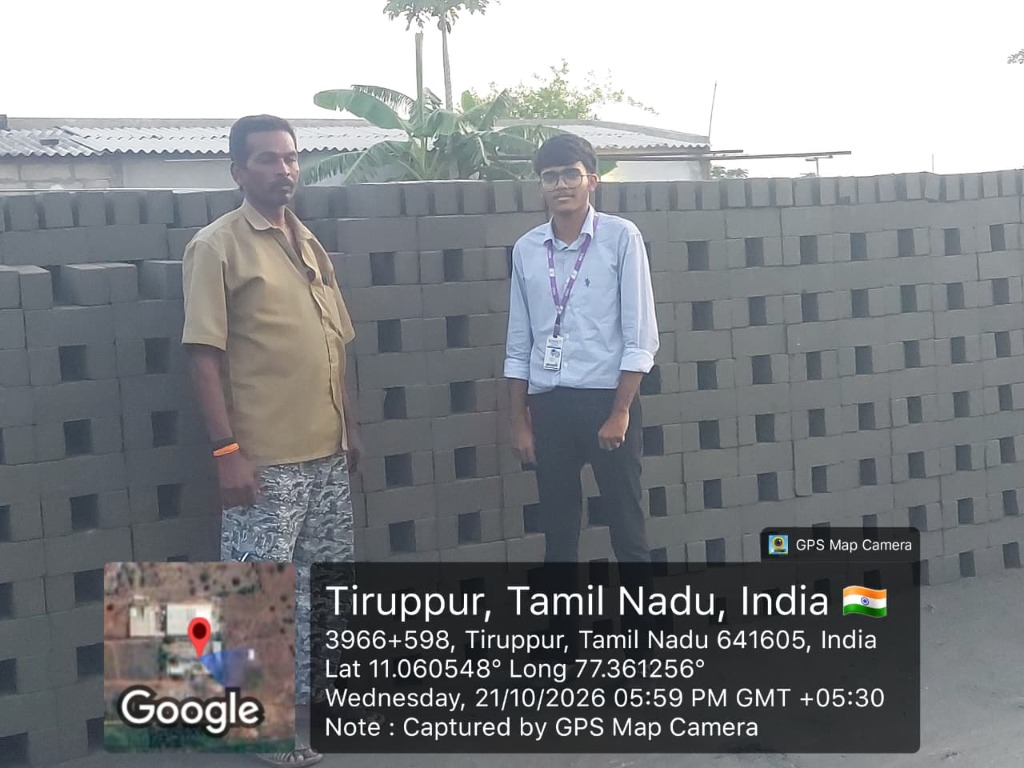 GPS Map Camera
Tiruppur, Tamil Nadu, India
3966+598, Tiruppur, Tamil Nadu 641605, India
Lat 11.060548° Long 77.361256°
Wednesday, 21/10/2026 05:59 PM GMT +05:30
Note : Captured by GPS Map Camera
Google